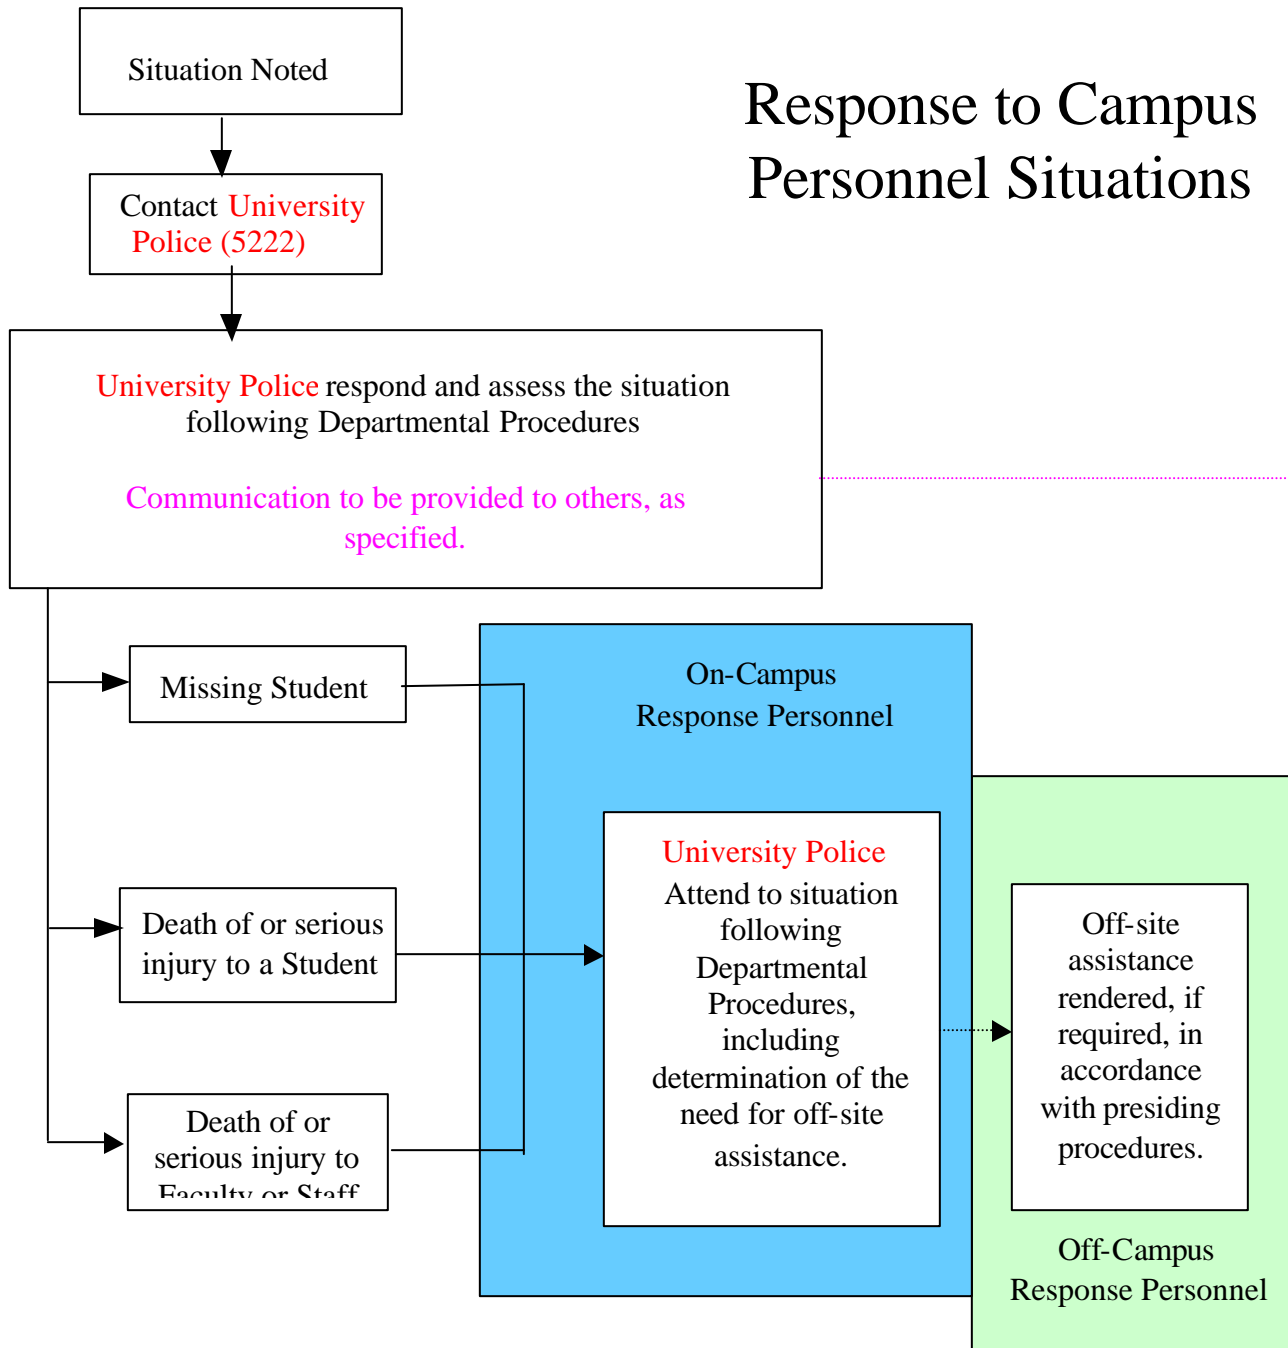 Situation Noted
Response to Campus
Personnel Situations
Contact University
Police (5222)
University Police respond and assess the situation
following Departmental Procedures
Communication to be provided to others, as
specified.
Missing Student
Death of or serious
injury to a Student
Death of or
serious injury to
Faculty or Staff
On-Campus
Response Personnel
University Police
Attend to situation
following
Departmental
Procedures,
including
determination of the
need for off-site
assistance.
Off-site
assistance
rendered, if
required, in
accordance
with presiding
procedures.
Off-Campus
Response Personnel